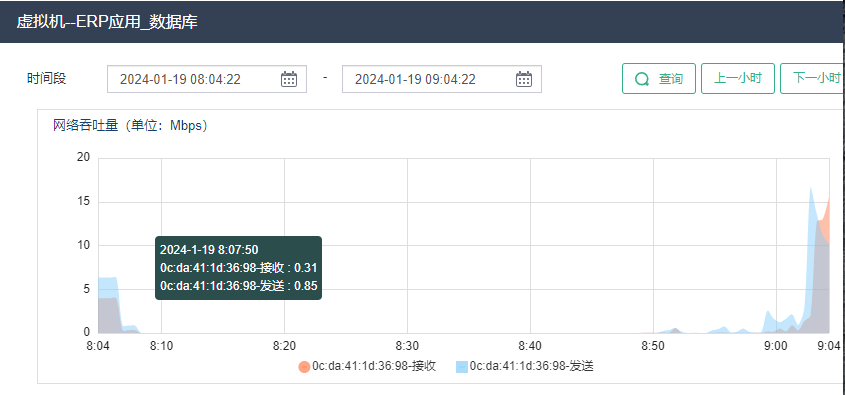 虚拟机--ERP应用_数据库
时间段 2024-01-19 08:04:22 - 2024-01-19 09:04:22 查询 上一小时 下一小时
网络吞吐量（单位：Mbps）
20
15
10
5
0
2024-1-19 8:07:50
0c:da:41:1d:36:98-接收 : 0.31
0c:da:41:1d:36:98-发送 : 0.85
8:04 8:10 8:20 8:30 8:40 8:50 9:00 9:04
0c:da:41:1d:36:98-接收 0c:da:41:1d:36:98-发送